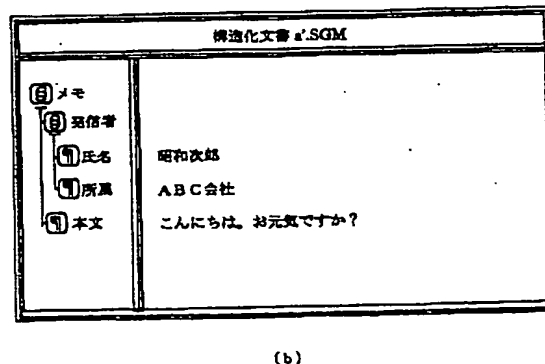 構造化文書 a'.SGM
メモ
発信者
氏名 昭和次郎
所属 ABC会社
本文 こんにちは。お元気ですか?
(b)